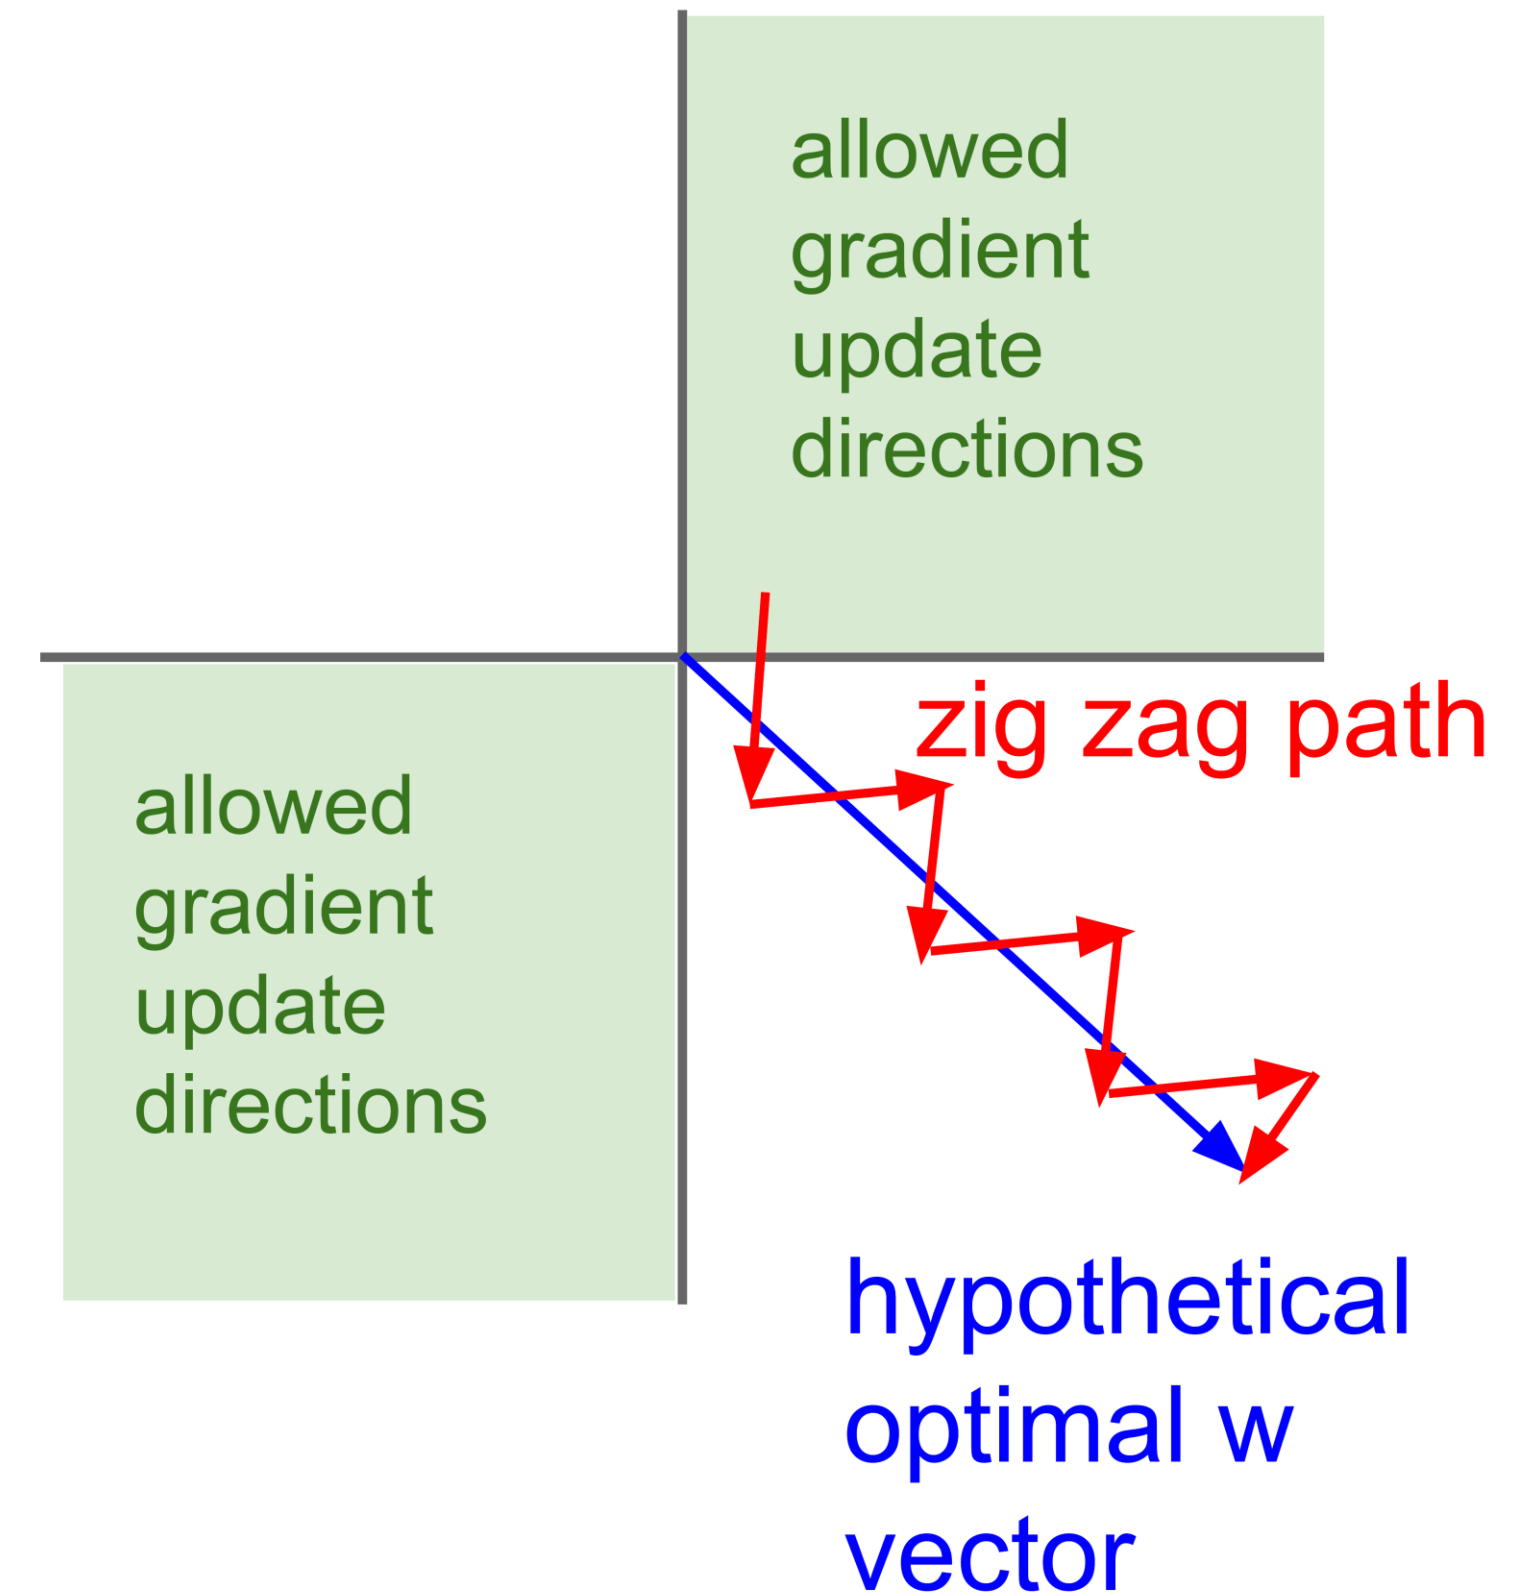 allowed
gradient
update
directions
zig zag path
allowed
gradient
update
directions
hypothetical
optimal w
vector